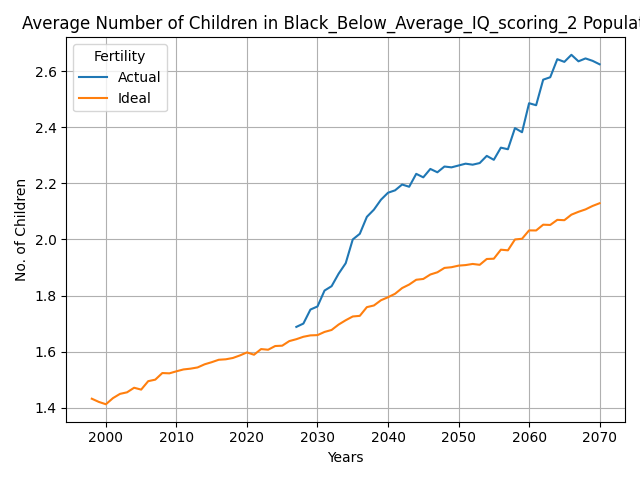 Average Number of Children in Black_Below_Average_IQ_scoring_2 Populat
Fertility
Actual
Ideal
2.6
2.4
2.2
2.0
1.8
1.6
1.4
No. of Children
2000 2010 2020 2030 2040 2050 2060 2070
Years